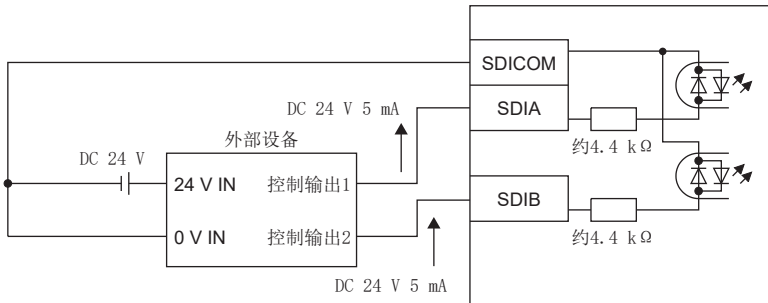 SDICOM
DC 24 V 5 mA
SDIA
外部设备
约4.4 kΩ
DC 24 V
24 V IN
控制输出1
SDIB
0 V IN
控制输出2
约4.4 kΩ
DC 24 V 5 mA